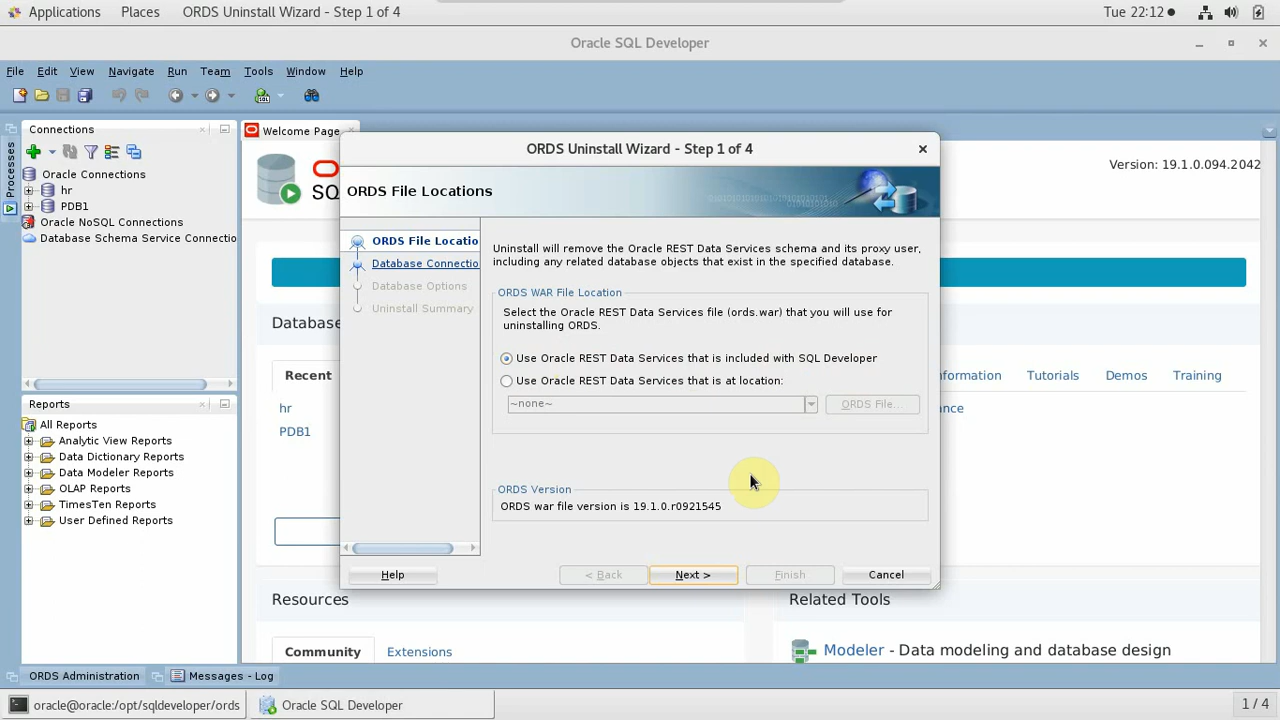 Applications Places ORDS Uninstall Wizard - Step 1 of 4 Tue 22:12
Oracle SQL Developer
File Edit View Navigate Run Team Tools Window Help
Connections
Welcome Page
Processes
Oracle Connections
hr
PDB1
Oracle NoSQL Connections
Database Schema Service Connectio
SQ
Version: 19.1.0.094.2042
Database
Recent
hr
PDB1
formation Tutorials Demos Training
nce
Reports
All Reports
Analytic View Reports
Data Dictionary Reports
Data Modeler Reports
OLAP Reports
TimesTen Reports
User Defined Reports
ORDS Uninstall Wizard - Step 1 of 4
ORDS File Locations
ORDS File Locatio
Database Connectio
Database Options
Uninstall Summary
Uninstall will remove the Oracle REST Data Services schema and its proxy user,
including any related database objects that exist in the specified database.
ORDS WAR File Location
Select the Oracle REST Data Services file (ords.war) that you will use for
uninstalling ORDS.
Use Oracle REST Data Services that is included with SQL Developer
Use Oracle REST Data Services that is at location:
~none~ ORDS File...
ORDS Version
ORDS war file version is 19.1.0.r0921545
Help < Back Next > Finish Cancel
Resources
Community Extensions
Related Tools
Modeler - Data modeling and database design
ORDS Administration Messages - Log
oracle@oracle:/opt/sqldeveloper/ords Oracle SQL Developer 1 / 4